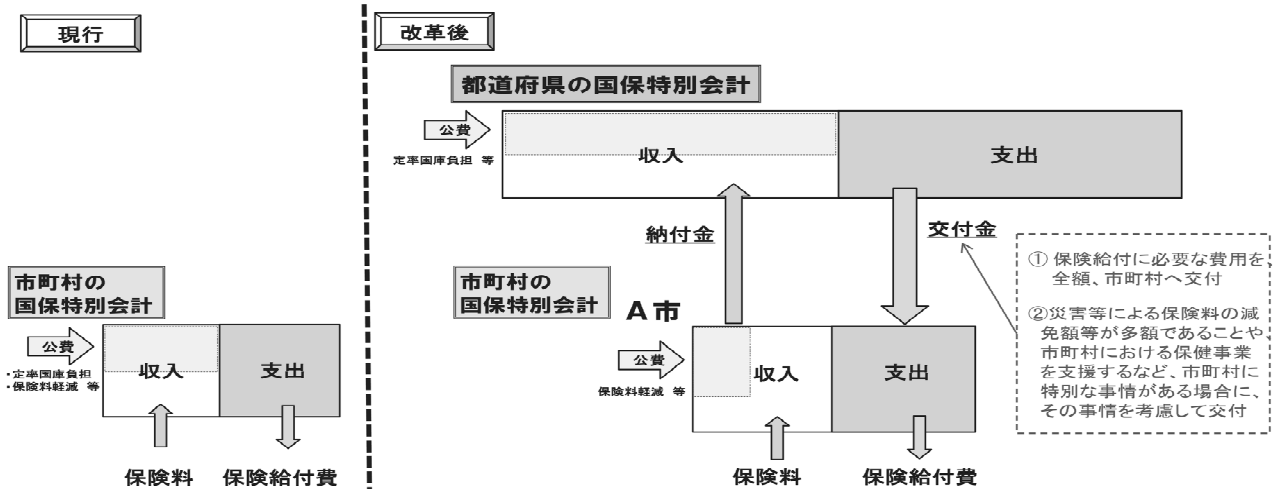 現行
市町村の
国保特別会計
公費
・定率国庫負担
・保険料軽減 等
収入
支出
保険料
保険給付費
改革後
都道府県の国保特別会計
公費
定率国庫負担 等
収入
支出
納付金
交付金
市町村の
国保特別会計
A市
公費
保険料軽減 等
収入
支出
保険料
保険給付費
① 保険給付に必要な費用を、
全額、市町村へ交付
②災害等による保険料の減
免額等が多額であることや、
市町村における保健事業
を支援するなど、市町村に
特別な事情がある場合に、
その事情を考慮して交付